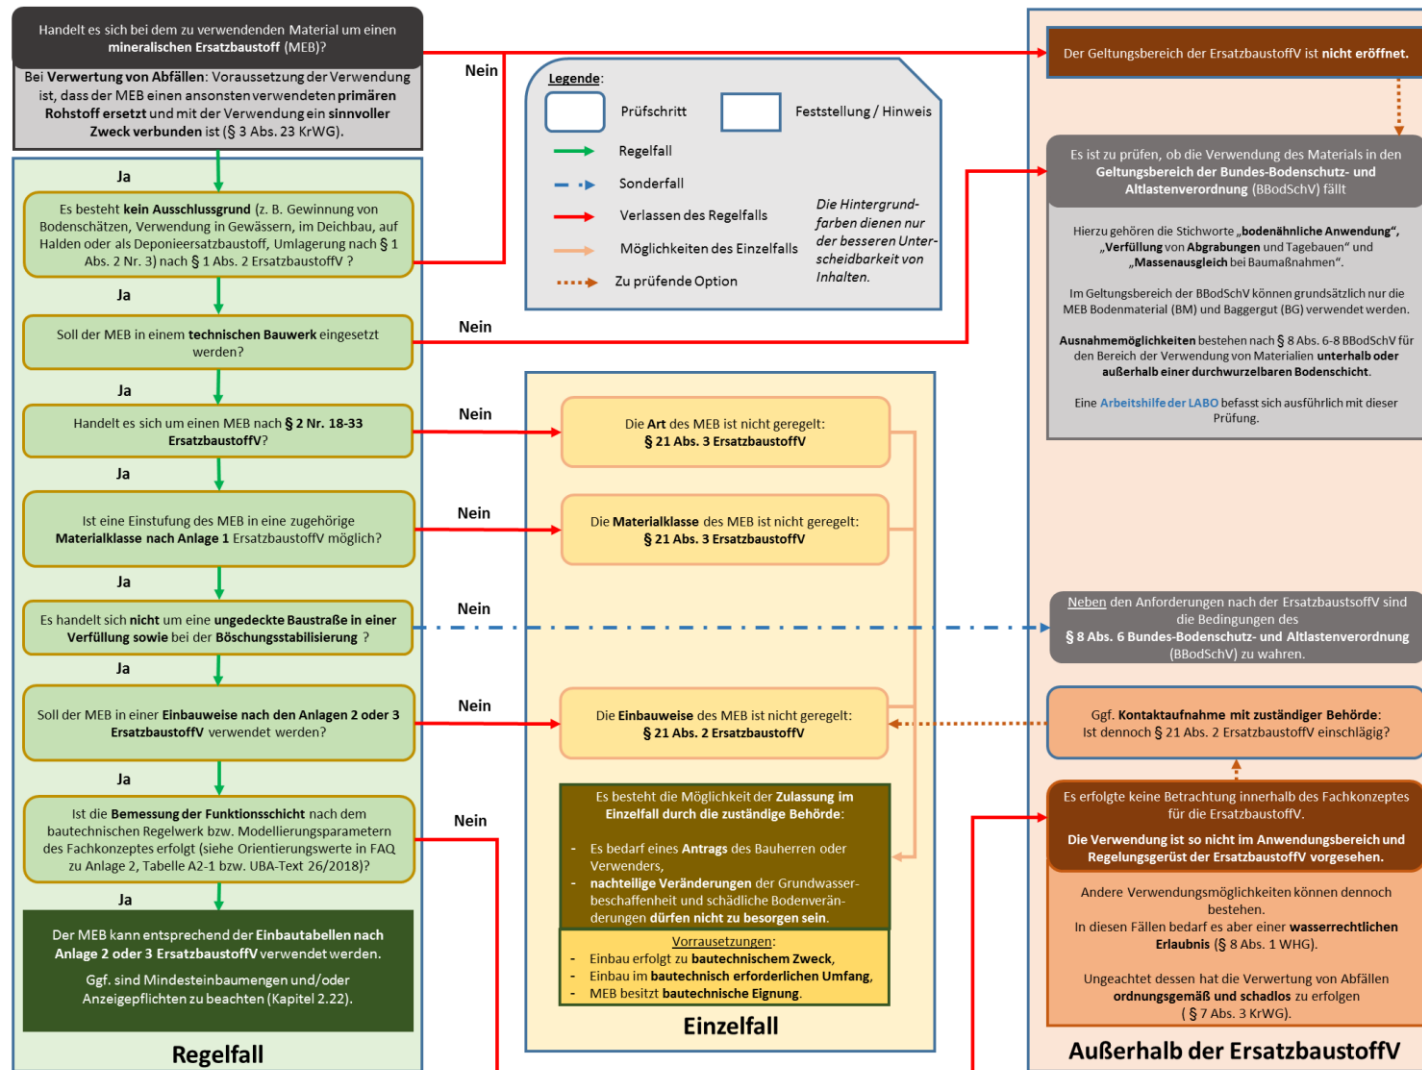 Handelt es sich bei dem zu verwendenden Material um einen
mineralischen Ersatzbaustoff (MEB)?
Bei Verwertung von Abfällen: Voraussetzung der Verwendung
ist, dass der MEB einen ansonsten verwendeten primären
Rohstoff ersetzt und mit der Verwendung ein sinnvoller
Zweck verbunden ist (§ 3 Abs. 23 KrWG).
Ja
Es besteht kein Ausschlussgrund (z. B. Gewinnung von
Bodenschätzen, Verwendung in Gewässern, im Deichbau, auf
Halden oder als Deponieersatzbaustoff, Umlagerung nach § 1
Abs. 2 Nr. 3) nach § 1 Abs. 2 ErsatzbaustoffV ?
Ja
Soll der MEB in einem technischen Bauwerk eingesetzt
werden?
Ja
Handelt es sich um einen MEB nach § 2 Nr. 18-33
ErsatzbaustoffV?
Ja
Ist eine Einstufung des MEB in eine zugehörige
Materialklasse nach Anlage 1 ErsatzbaustoffV möglich?
Ja
Es handelt sich nicht um eine ungedeckte Baustraße in einer
Verfüllung sowie bei der Böschungsstabilisierung ?
Ja
Soll der MEB in einer Einbauweise nach den Anlagen 2 oder 3
ErsatzbaustoffV verwendet werden?
Ja
Ist die Bemessung der Funktionsschicht nach dem
bautechnischen Regelwerk bzw. Modellierungsparametern
des Fachkonzeptes erfolgt (siehe Orientierungswerte in FAQ
zu Anlage 2, Tabelle A2-1 bzw. UBA-Text 26/2018)?
Ja
Der MEB kann entsprechend der Einbautabellen nach
Anlage 2 oder 3 ErsatzbaustoffV verwendet werden.
Ggf. sind Mindesteinbaumengen und/oder
Anzeigepflichten zu beachten (Kapitel 2.22).
Regelfall
Nein
Legende:
Prüfschritt
Feststellung / Hinweis
Regelfall
Sonderfall
Verlassen des Regelfalls
Möglichkeiten des Einzelfalls
Zu prüfende Option
Die Hintergrund-
farben dienen nur
der besseren Unter-
scheidbarkeit von
Inhalten.
Nein
Nein
Die Art des MEB ist nicht geregelt:
§ 21 Abs. 3 ErsatzbaustoffV
Nein
Die Materialklasse des MEB ist nicht geregelt:
§ 21 Abs. 3 ErsatzbaustoffV
Nein
Nein
Die Einbauweise des MEB ist nicht geregelt:
§ 21 Abs. 2 ErsatzbaustoffV
Nein
Es besteht die Möglichkeit der Zulassung im
Einzelfall durch die zuständige Behörde:
- Es bedarf eines Antrags des Bauherren oder
Verwenders,
- nachteilige Veränderungen der Grundwasser-
beschaffenheit und schädliche Bodenverän-
derungen dürfen nicht zu besorgen sein.
Vorrausetzungen:
- Einbau erfolgt zu bautechnischem Zweck,
- Einbau im bautechnisch erforderlichen Umfang,
- MEB besitzt bautechnische Eignung.
Einzelfall
Der Geltungsbereich der ErsatzbaustoffV ist nicht eröffnet.
Es ist zu prüfen, ob die Verwendung des Materials in den
Geltungsbereich der Bundes-Bodenschutz- und
Altlastenverordnung (BBodSchV) fällt
Hierzu gehören die Stichworte „bodenähnliche Anwendung“,
„Verfüllung von Abgrabungen und Tagebauen“ und
„Massenausgleich bei Baumaßnahmen“.
Im Geltungsbereich der BBodSchV können grundsätzlich nur die
MEB Bodenmaterial (BM) und Baggergut (BG) verwendet werden.
Ausnahmemöglichkeiten bestehen nach § 8 Abs. 6-8 BBodSchV für
den Bereich der Verwendung von Materialien unterhalb oder
außerhalb einer durchwurzelbaren Bodenschicht.
Eine Arbeitshilfe der LABO befasst sich ausführlich mit dieser
Prüfung.
Neben den Anforderungen nach der ErsatzbaustsoffV sind
die Bedingungen des
§ 8 Abs. 6 Bundes-Bodenschutz- und Altlastenverordnung
(BBodSchV) zu wahren.
Ggf. Kontaktaufnahme mit zuständiger Behörde:
Ist dennoch § 21 Abs. 2 ErsatzbaustoffV einschlägig?
Es erfolgte keine Betrachtung innerhalb des Fachkonzeptes
für die ErsatzbaustoffV.
Die Verwendung ist so nicht im Anwendungsbereich und
Regelungsgerüst der ErsatzbaustoffV vorgesehen.
Andere Verwendungsmöglichkeiten können dennoch
bestehen.
In diesen Fällen bedarf es aber einer wasserrechtlichen
Erlaubnis (§ 8 Abs. 1 WHG).
Ungeachtet dessen hat die Verwertung von Abfällen
ordnungsgemäß und schadlos zu erfolgen
( § 7 Abs. 3 KrWG).
Außerhalb der ErsatzbaustoffV